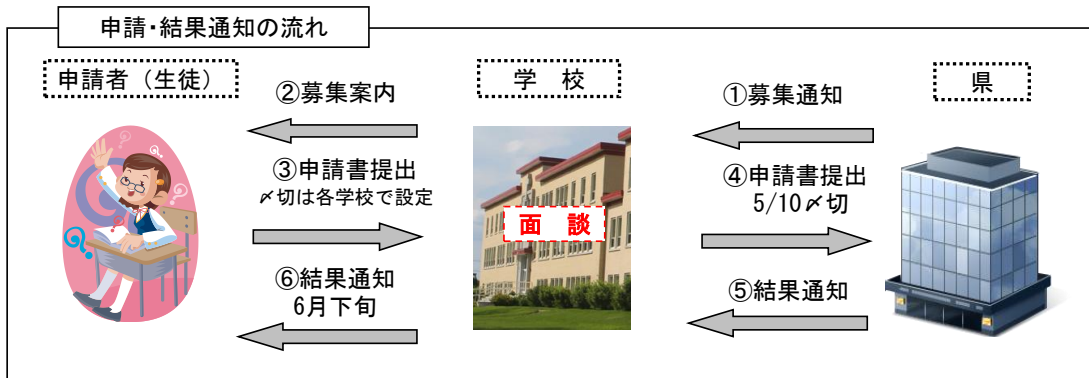 申請・結果通知の流れ
申請者（生徒）
学　校
県
②募集案内
①募集通知
③申請書提出
〆切は各学校で設定
④申請書提出
5/10〆切
面　談
⑥結果通知
6月下旬
⑤結果通知